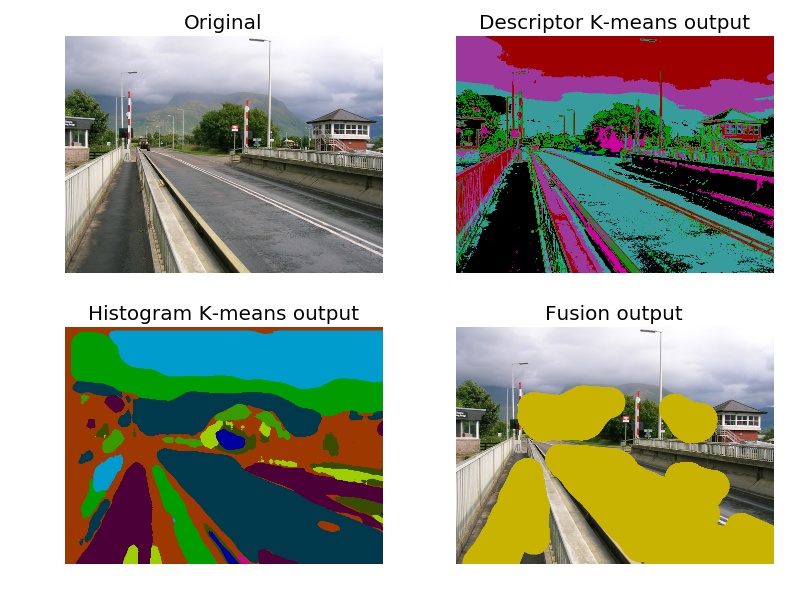 Original
Descriptor K-means output
Histogram K-means output
Fusion output